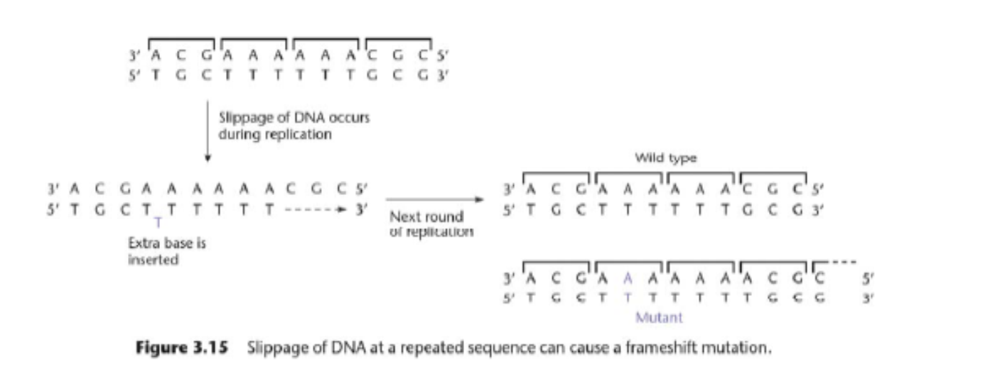 3′ A C G A A A A A A C G C 5′
5′ T G C T T T T T T G C G 3′
Slippage of DNA occurs
during replication
3′ A C G A A A A A A C G C 5′
5′ T G C T T T T T T 3′
T
Extra base is
inserted
Next round
of replication
Wild type
3′ A C G A A A A A A C G C 5′
5′ T G C T T T T T T G C G 3′
3′ A C G A A A A A A A C G C 5′
5′ T G C T T T T T T T G C G 3′
Mutant
Figure 3.15 Slippage of DNA at a repeated sequence can cause a frameshift mutation.